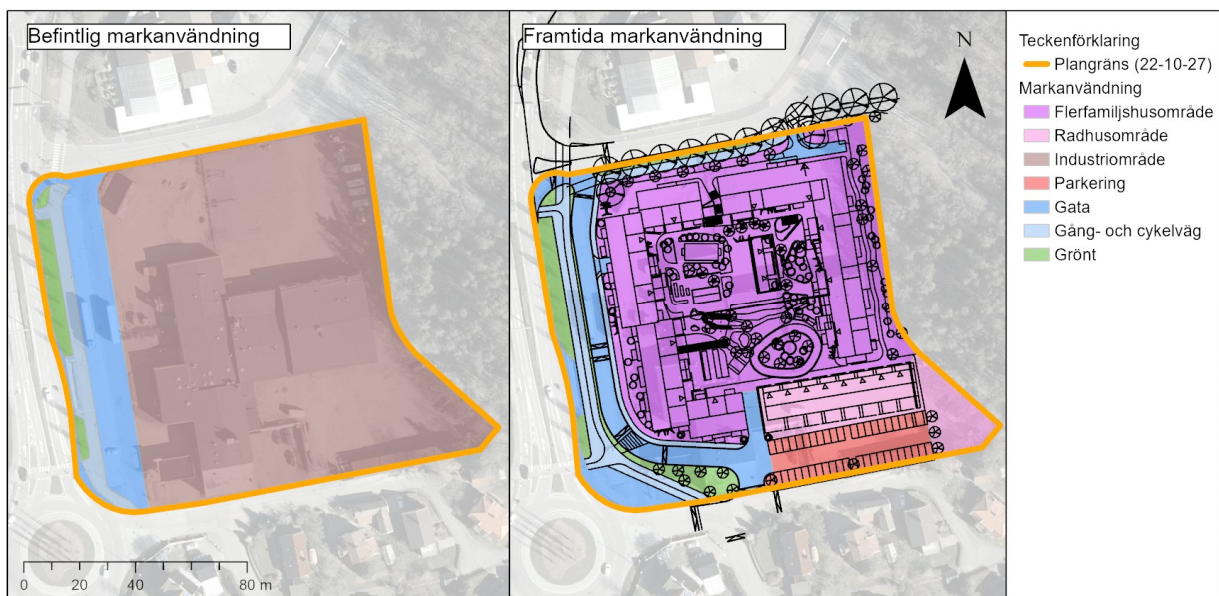 Befintlig markanvändning
Framtida markanvändning
N
Teckenförklaring
Plangräns (22-10-27)
Markanvändning
Flerfamiljshusområde
Radhusområde
Industriområde
Parkering
Gata
Gång- och cykelväg
Grönt
0 20 40 80 m